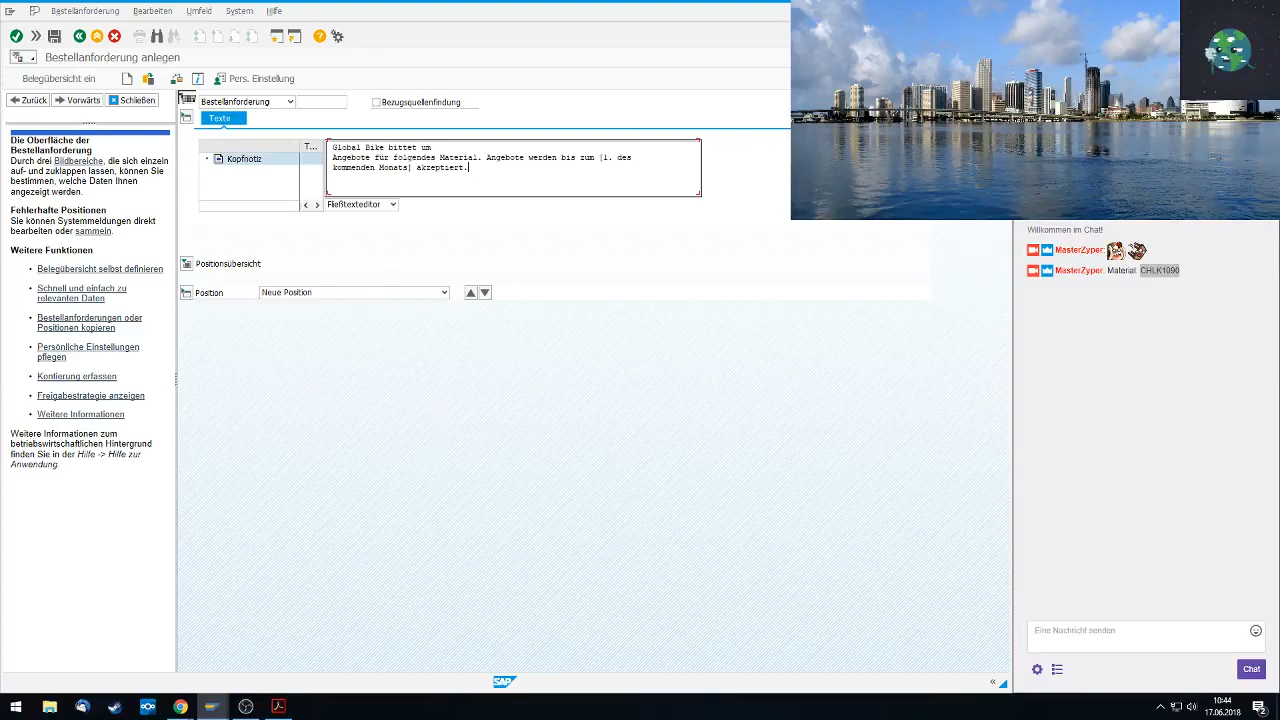 Bestellanforderung Bearbeiten Umfeld System Hilfe
Bestellanforderung anlegen
Belegübersicht ein Pers. Einstellung
Zurück Vorwärts Schließen
Die Oberfläche der
Bestellanforderung
Durch drei Bildbereiche, die sich einzeln
auf- und zuklappen lassen, können Sie
bestimmen, welche Daten Ihnen
angezeigt werden.
Fehlerhafte Positionen
Sie können Systemmeldungen direkt
bearbeiten oder sammeln.
Weitere Funktionen
• Belegübersicht selbst definieren
• Schnell und einfach zu
relevanten Daten
• Bestellanforderungen oder
Positionen kopieren
• Persönliche Einstellungen
pflegen
• Kontierung erfassen
• Freigabestrategie anzeigen
• Weitere Informationen
Weitere Informationen zum
betriebswirtschaftlichen Hintergrund
finden Sie in der Hilfe -> Hilfe zur
Anwendung.
Bestellanforderung Bezugsquellenfindung
Texte
T...
Kopfnotiz
Global Bike bittet um
Angebote für folgendes Material. Angebote werden bis zum [1. des
kommenden Monats] akzeptiert.
Fließtexteditor
Positionsübersicht
Position Neue Position
SAP
Willkommen im Chat!
MasterZyper:
MasterZyper: Material: CHLK1090
Eine Nachricht senden
Chat
10:44
17.06.2018
2